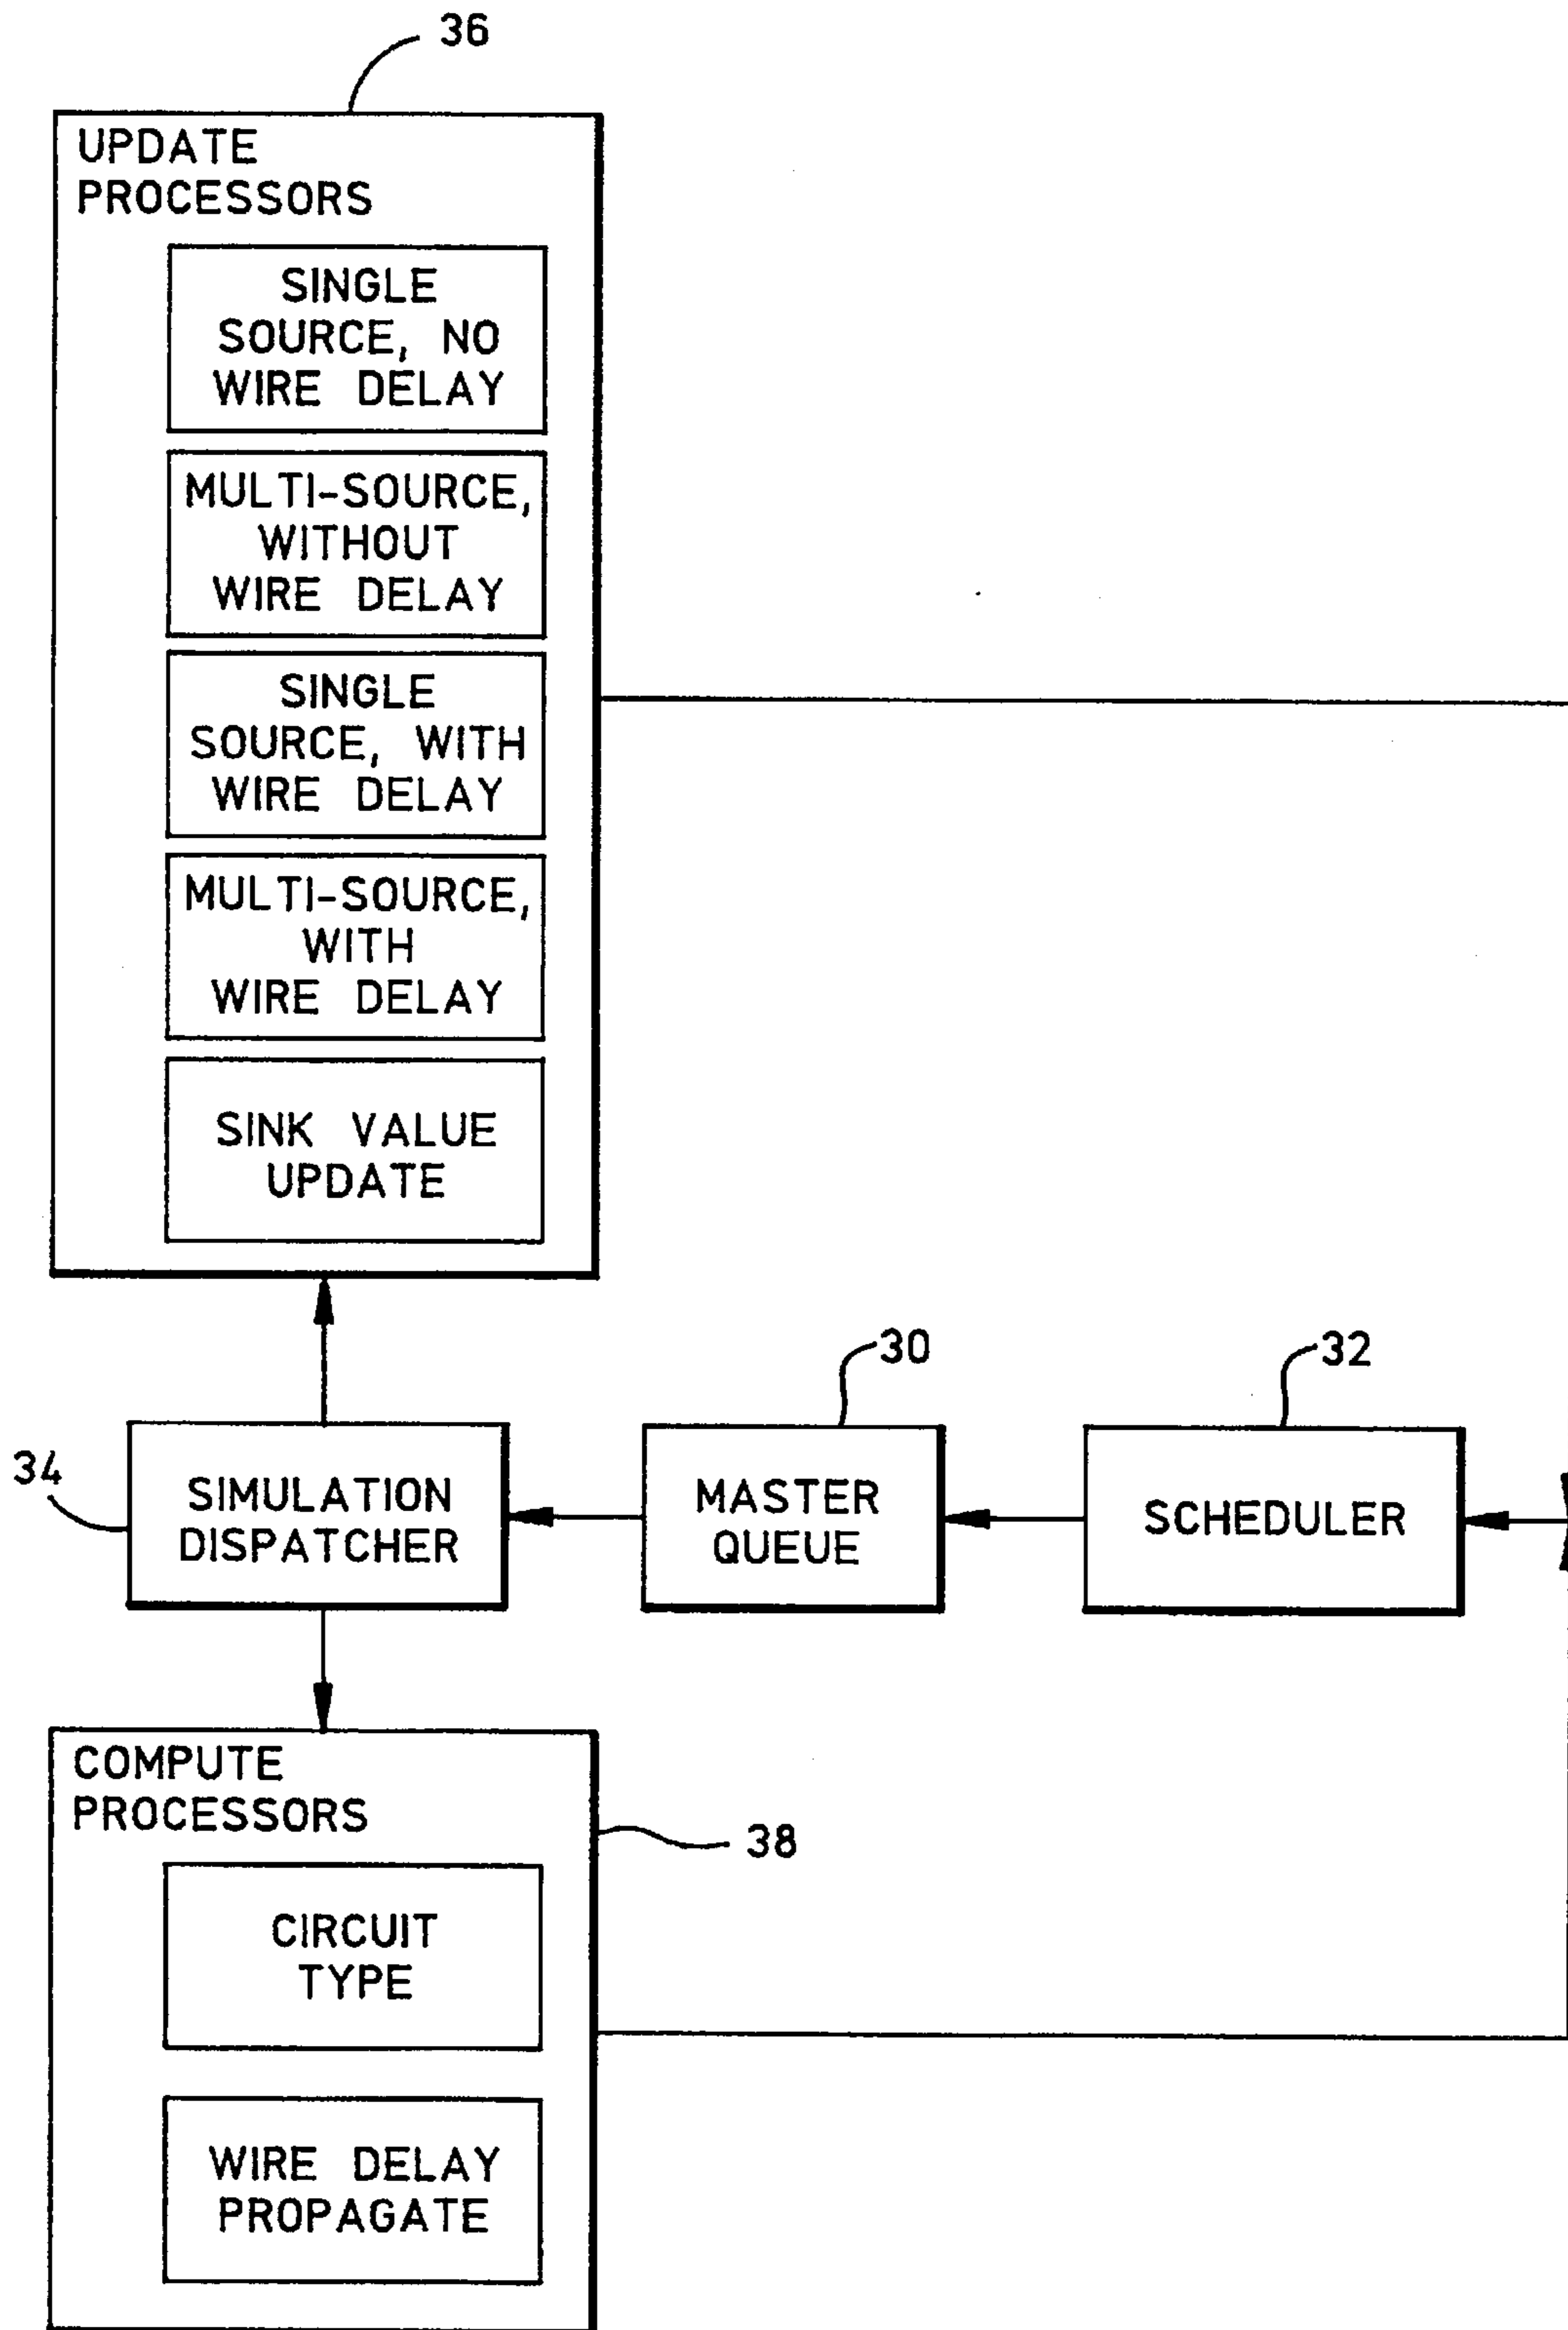 36
UPDATE
PROCESSORS
SINGLE
SOURCE, NO
WIRE DELAY
MULTI-SOURCE,
WITHOUT
WIRE DELAY
SINGLE
SOURCE, WITH
WIRE DELAY
MULTI-SOURCE,
WITH
WIRE DELAY
SINK VALUE
UPDATE
30
32
34
SIMULATION
DISPATCHER
MASTER
QUEUE
SCHEDULER
COMPUTE
PROCESSORS
38
CIRCUIT
TYPE
WIRE DELAY
PROPAGATE